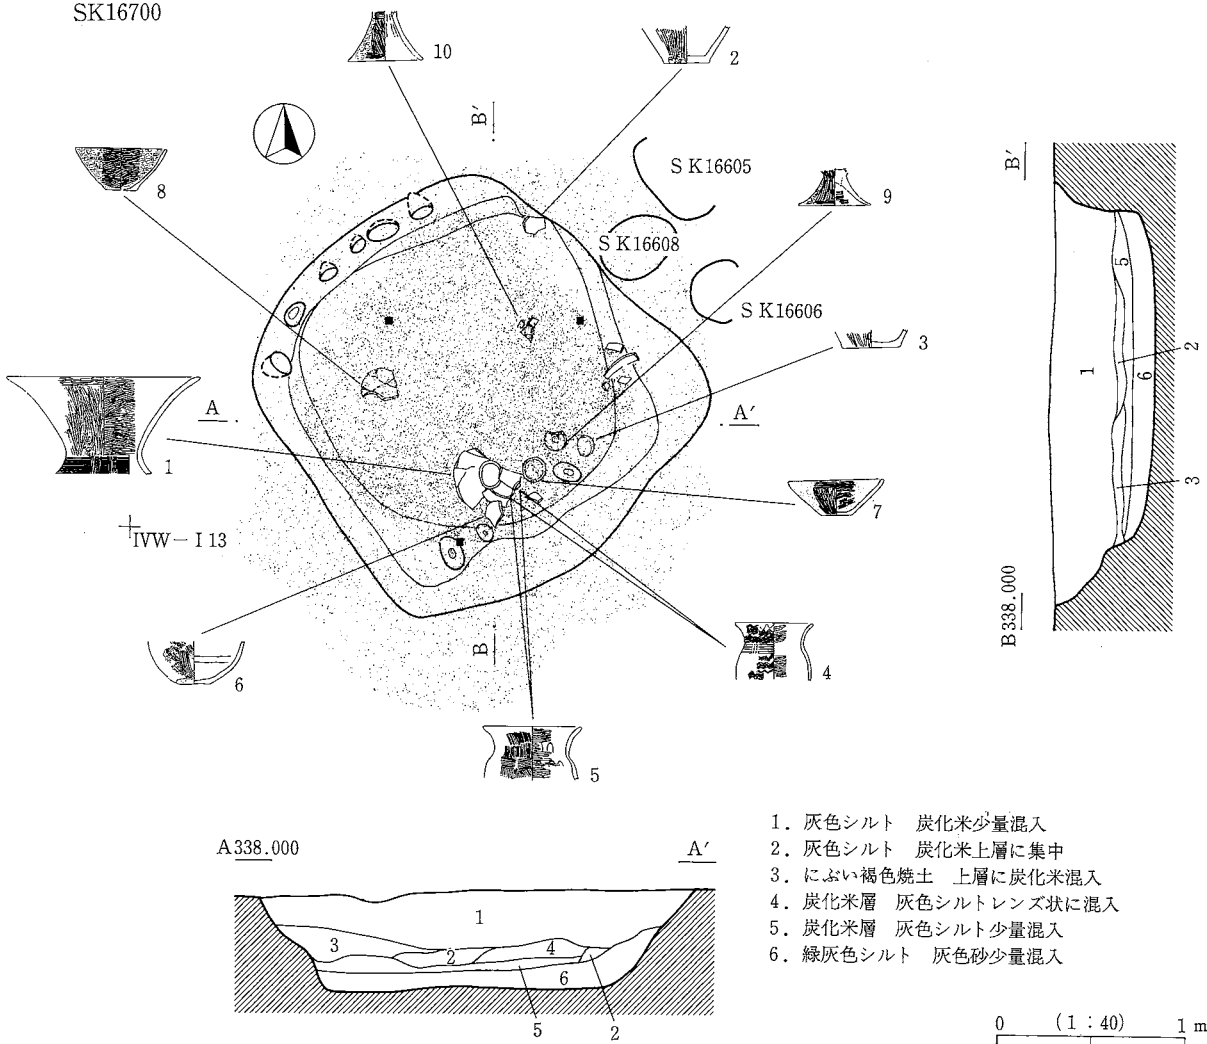 SK16700
10
2
B′
SK16605
B′
8
9
SK16608
SK16606
5
3
2
1
6
A
A′
1
3
7
IVW－I13
B338.000
B
4
6
5
1．灰色シルト　炭化米少量混入
A338.000
A′
2．灰色シルト　炭化米上層に集中
3．にぶい褐色焼土　上層に炭化米混入
1
4．炭化米層　灰色シルトレンズ状に混入
3
2
4
5．炭化米層　灰色シルト少量混入
6
6．緑灰色シルト　灰色砂少量混入
5
2
0　(1：40)　1 m